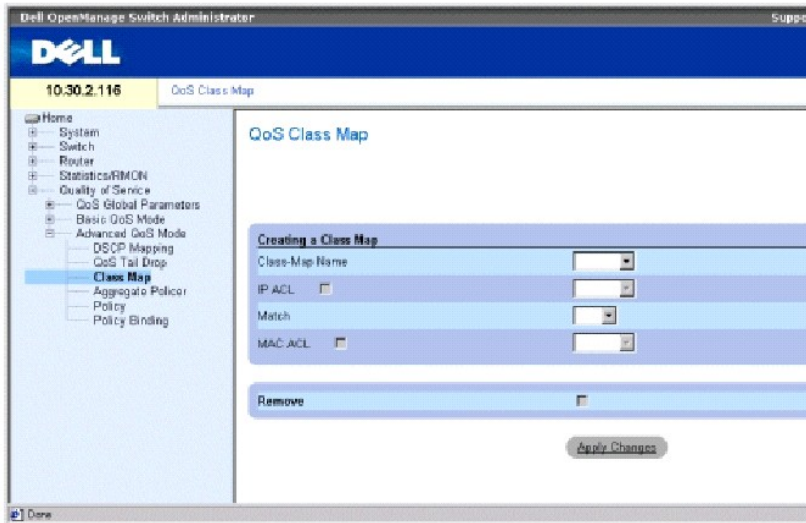 Dell OpenManage Switch Administrator
Suppo
DELL
10.30.2.116
QoS Class Map
Home
System
Switch
Router
Statistics/RMON
Quality of Service
QoS Global Parameters
Basic QoS Mode
Advanced QoS Mode
DSCP Mapping
QoS Tail Drop
Class Map
Aggregate Policer
Policy
Policy Binding
QoS Class Map
Creating a Class Map
Class-Map Name
IP ACL
Match
MAC ACL
Remove
Apply Changes
Done